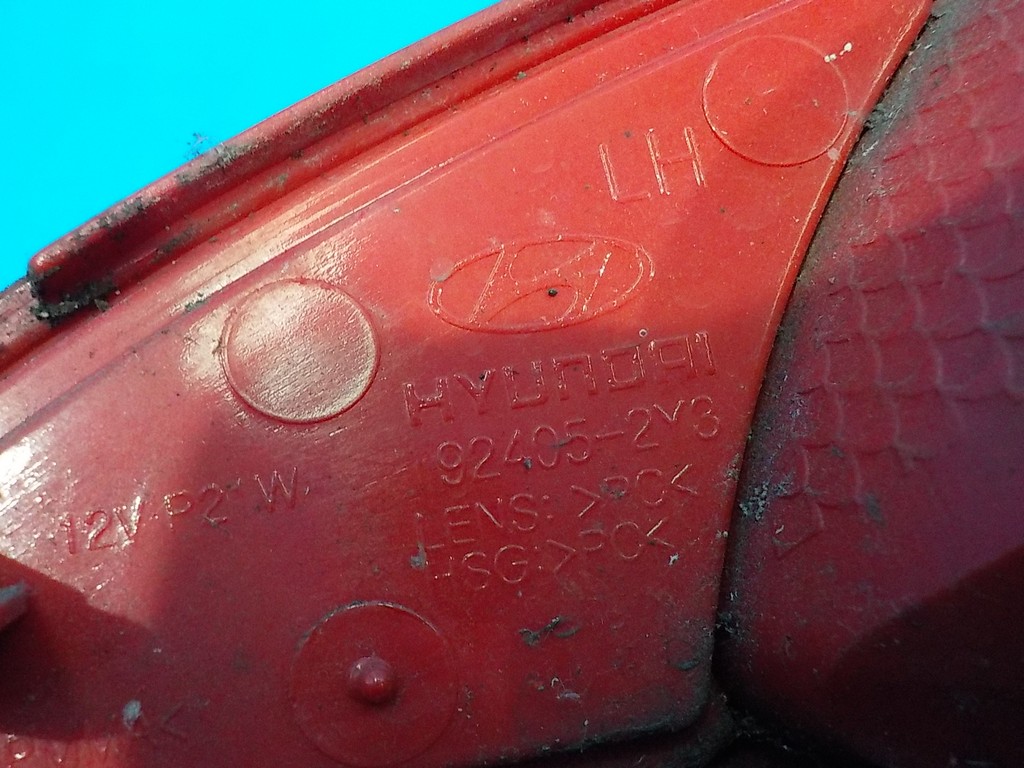 LH
HYUNDAI
92405-2Y3
LENS: >PC<
HSG:>PC<
12V P21W